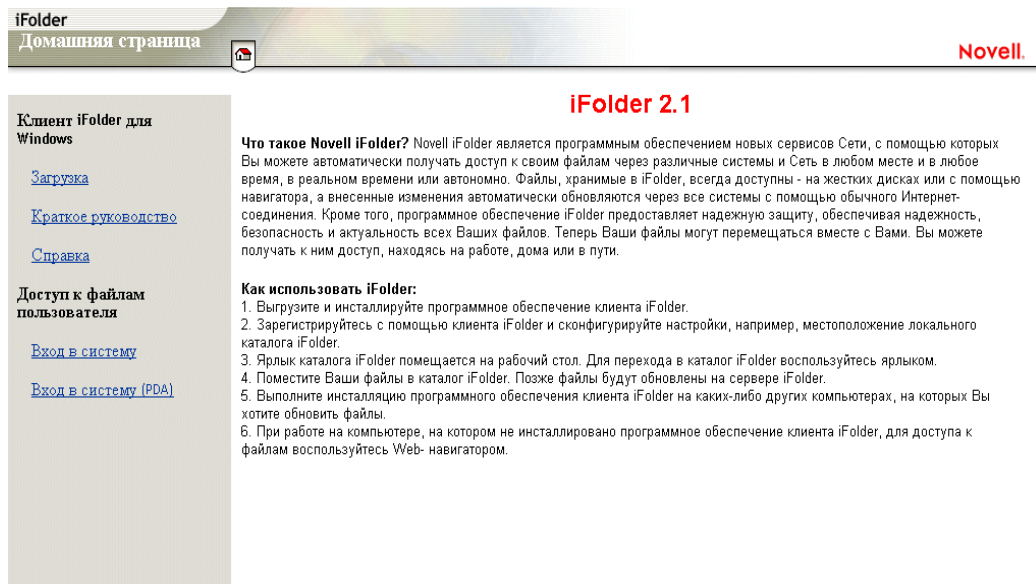 iFolder
Домашняя страница
Novell.
Клиент iFolder для
Windows
Загрузка
Краткое руководство
Справка
Доступ к файлам
пользователя
Вход в систему
Вход в систему (PDA)
iFolder 2.1
Что такое Novell iFolder? Novell iFolder является программным обеспечением новых сервисов Сети, с помощью которых
Вы можете автоматически получать доступ к своим файлам через различные системы и Сеть в любом месте и в любое
время, в реальном времени или автономно. Файлы, хранимые в iFolder, всегда доступны - на жестких дисках или с помощью
навигатора, а внесенные изменения автоматически обновляются через все системы с помощью обычного Интернет-
соединения. Кроме того, программное обеспечение iFolder предоставляет надежную защиту, обеспечивая надежность,
безопасность и актуальность всех Ваших файлов. Теперь Ваши файлы могут перемещаться вместе с Вами. Вы можете
получать к ним доступ, находясь на работе, дома или в пути.
Как использовать iFolder:
1. Выгрузите и инсталлируйте программное обеспечение клиента iFolder.
2. Зарегистрируйтесь с помощью клиента iFolder и сконфигурируйте настройки, например, местоположение локального
каталога iFolder.
3. Ярлык каталога iFolder помещается на рабочий стол. Для перехода в каталог iFolder воспользуйтесь ярлыком.
4. Поместите Ваши файлы в каталог iFolder. Позже файлы будут обновлены на сервере iFolder.
5. Выполните инсталляцию программного обеспечения клиента iFolder на каких-либо других компьютерах, на которых Вы
хотите обновить файлы.
6. При работе на компьютере, на котором не инсталлировано программное обеспечение клиента iFolder, для доступа к
файлам воспользуйтесь Web- навигатором.